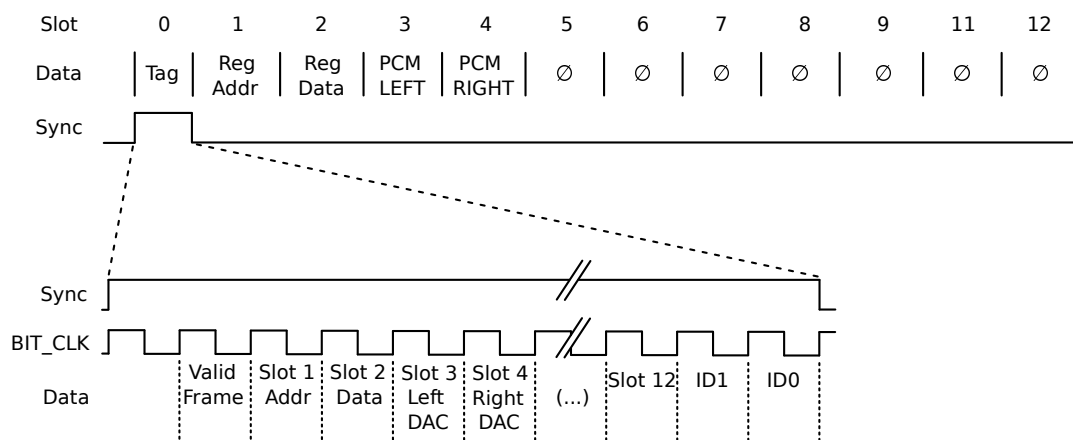 Slot 0 1 2 3 4 5 6 7 8 9 11 12
Data Tag Reg Addr Reg Data PCM LEFT PCM RIGHT ∅ ∅ ∅ ∅ ∅ ∅ ∅
Sync
Sync
BIT_CLK
Data Valid Frame Slot 1 Addr Slot 2 Data Slot 3 Left DAC Slot 4 Right DAC (...) Slot 12 ID1 ID0